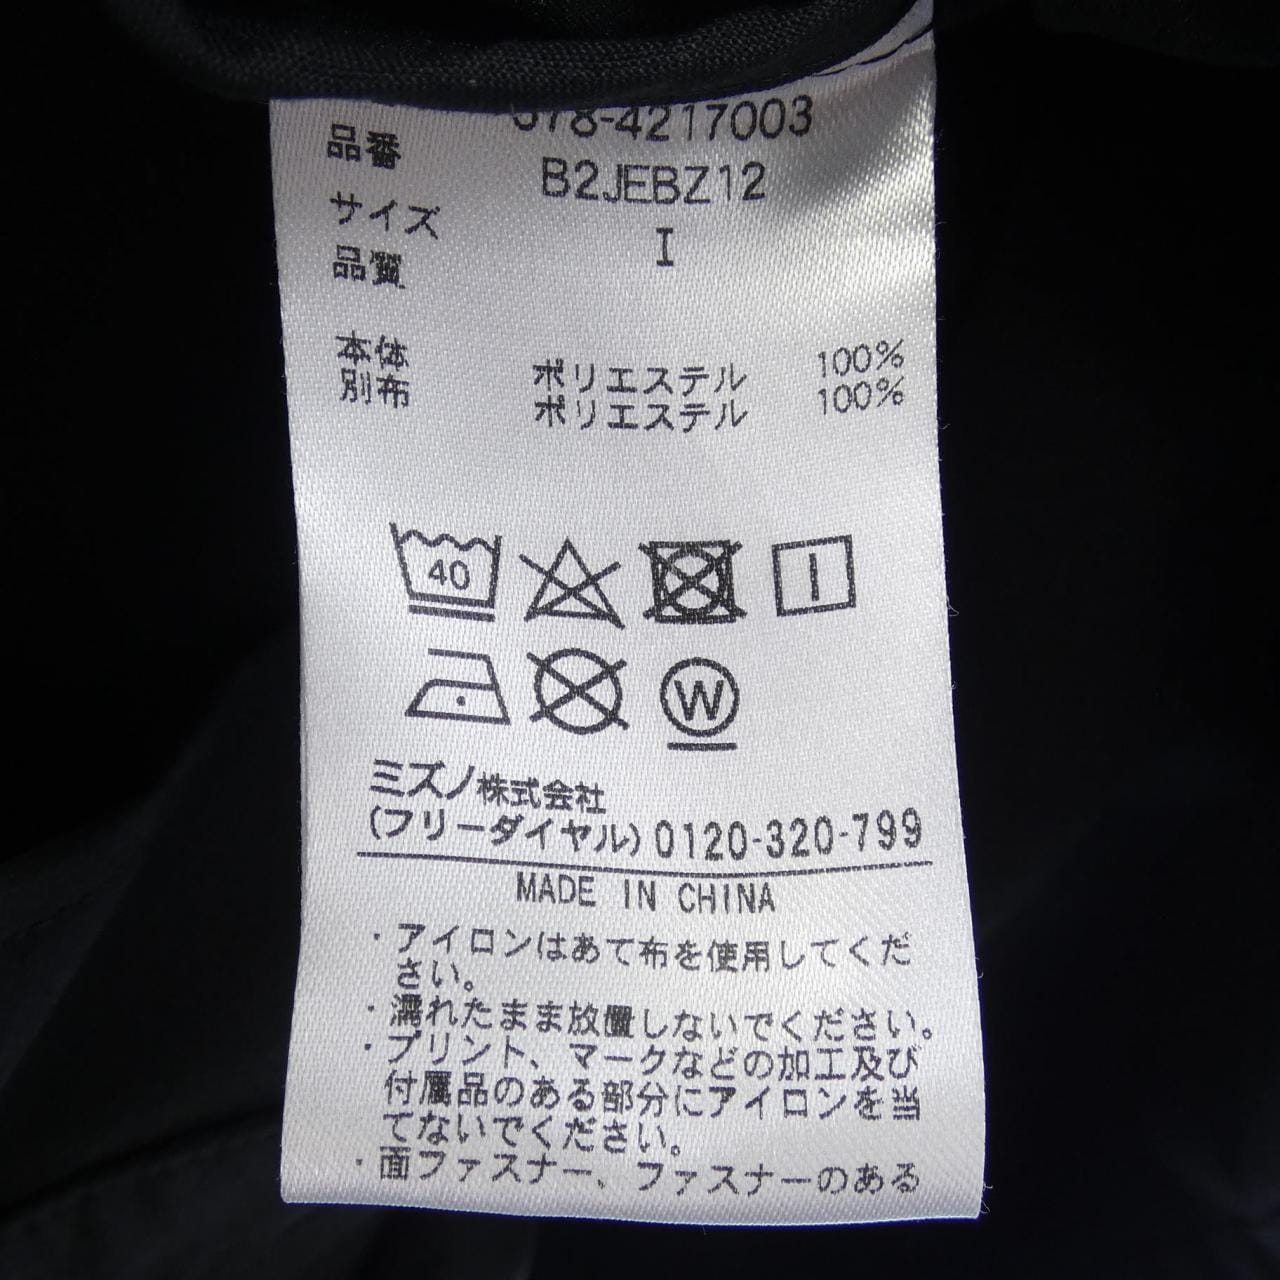 品番 078-4217003
B2JEBZ12
サイズ I
品質
本体 ポリエステル 100%
別布 ポリエステル 100%
40
W
ミズノ株式会社
(フリーダイヤル)0120-320-799
MADE IN CHINA
・アイロンはあて布を使用してくだ
さい。
・濡れたまま放置しないでください。
・プリント、マークなどの加工及び
付属品のある部分にアイロンを当
てないでください。
・面ファスナー、ファスナーのある